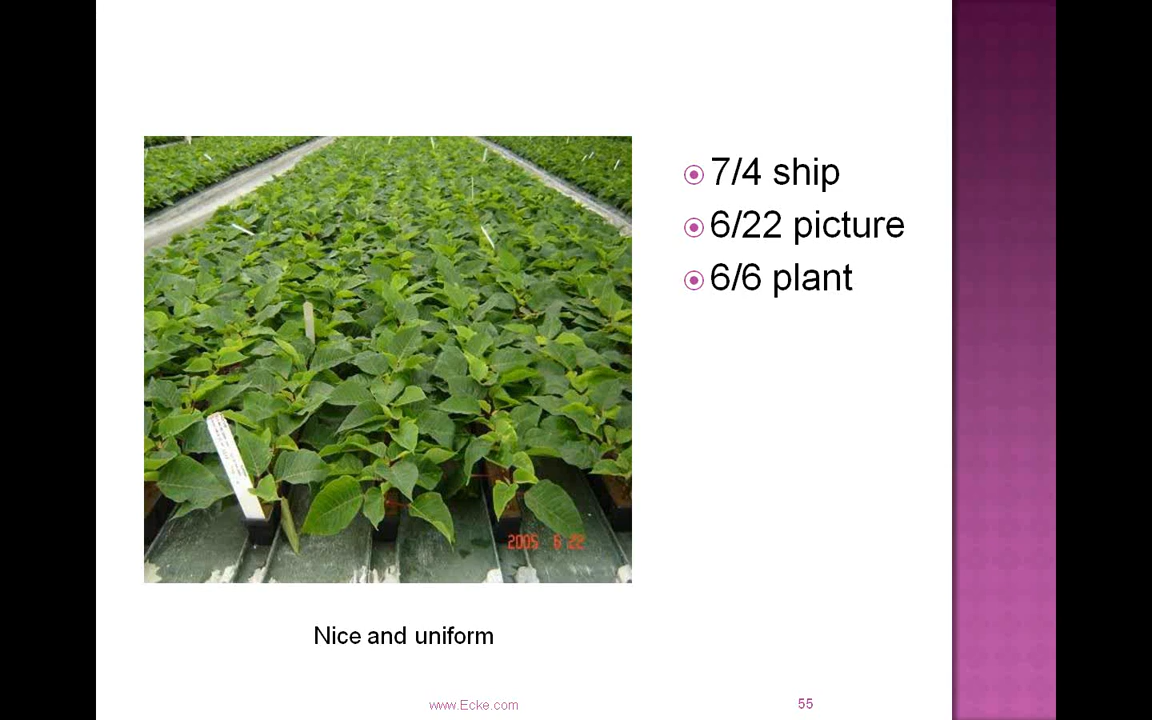 7/4 ship
6/22 picture
6/6 plant
2005 6 22
Nice and uniform
www.Ecke.com
55